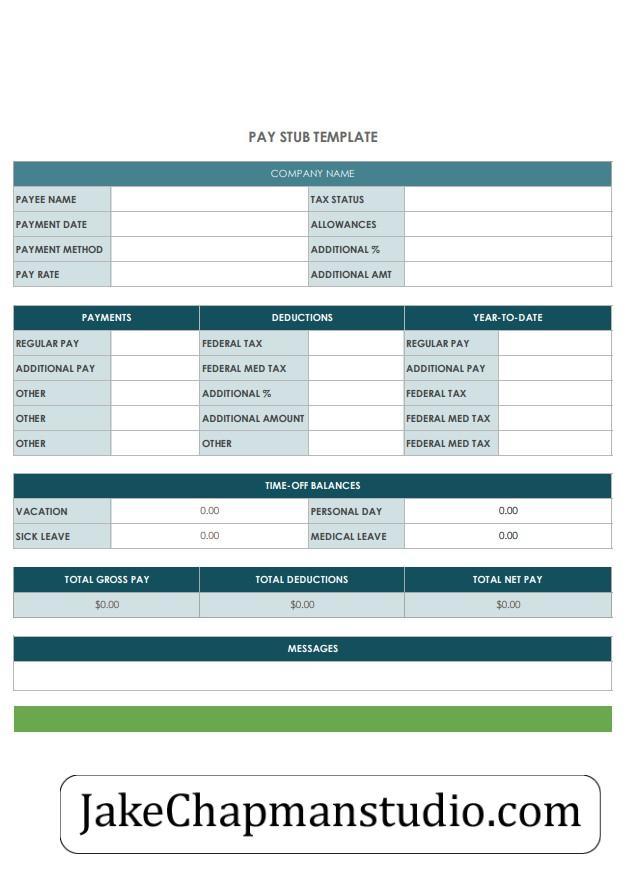 PAY STUB TEMPLATE
COMPANY NAME
PAYEE NAME TAX STATUS
PAYMENT DATE ALLOWANCES
PAYMENT METHOD ADDITIONAL %
PAY RATE ADDITIONAL AMT
PAYMENTS DEDUCTIONS YEAR-TO-DATE
REGULAR PAY FEDERAL TAX REGULAR PAY
ADDITIONAL PAY FEDERAL MED TAX ADDITIONAL PAY
OTHER ADDITIONAL % FEDERAL TAX
OTHER ADDITIONAL AMOUNT FEDERAL MED TAX
OTHER OTHER FEDERAL MED TAX
TIME-OFF BALANCES
VACATION 0.00 PERSONAL DAY 0.00
SICK LEAVE 0.00 MEDICAL LEAVE 0.00
TOTAL GROSS PAY TOTAL DEDUCTIONS TOTAL NET PAY
$0.00 $0.00 $0.00
MESSAGES
JakeChapmanstudio.com